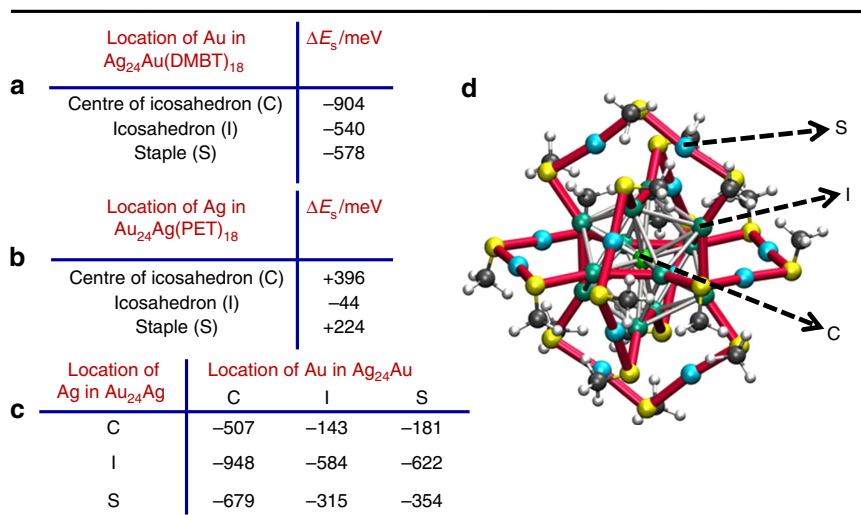 a
Location of Au in ΔEs/meV
Ag24Au(DMBT)18
Centre of icosahedron (C) –904
Icosahedron (I) –540
Staple (S) –578
b
Location of Ag in ΔEs/meV
Au24Ag(PET)18
Centre of icosahedron (C) +396
Icosahedron (I) –44
Staple (S) +224
c
Location of Location of Au in Ag24Au
Ag in Au24Ag C I S
C –507 –143 –181
I –948 –584 –622
S –679 –315 –354
d
S
I
C